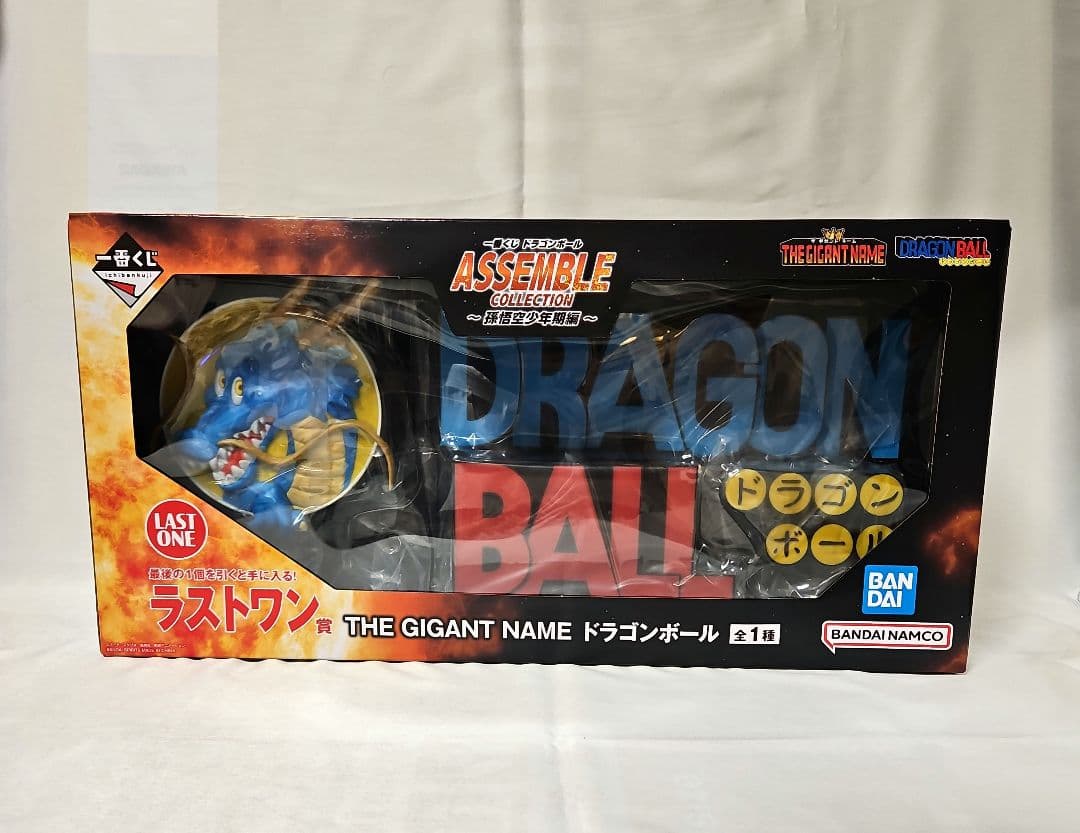 一番くじ
ichibankuji
一番くじ ドラゴンボール
ASSEMBLE
COLLECTION
～ 孫悟空少年期編 ～
THE GIGANT NAME
DRAGON BALL
DRAGON
BALL
ドラゴン
ボール
LAST
ONE
最後の1個を引くと手に入る!
ラストワン賞
THE GIGANT NAME ドラゴンボール 全1種
BAN
DAI
BANDAI NAMCO